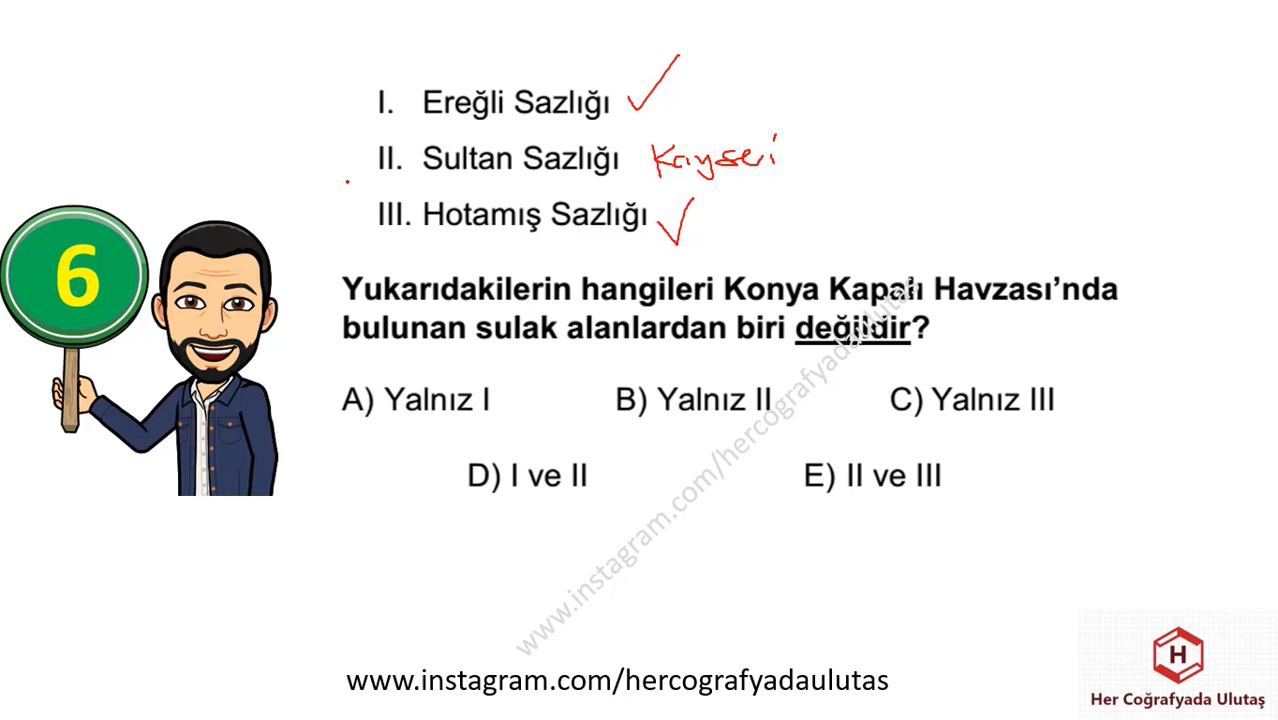 I. Ereğli Sazlığı
II. Sultan Sazlığı Kayseri
III. Hotamış Sazlığı
6
Yukarıdakilerin hangileri Konya Kapalı Havzası’nda
bulunan sulak alanlardan biri değildir?
A) Yalnız I B) Yalnız II C) Yalnız III
D) I ve II E) II ve III
www.instagram.com/hercografyadaulutas
www.instagram.com/hercografyadaulutas
H
Her Coğrafyada Ulutaş